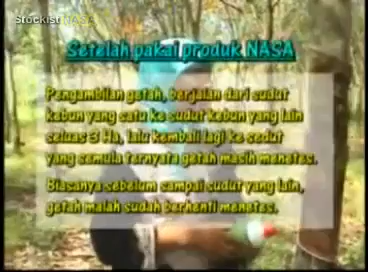 Stockist NASA
Setelah pakai produk NASA
Pengambilan getah, berjalan dari sudut
kebun yang satu ke sudut kebun yang lain
seluas 3 Ha, lalu kembali lagi ke sudut
yang semula ternyata getah masih menetes.
Biasanya sebelum sampai sudut yang lain,
getah malah sudah berhenti menetes.